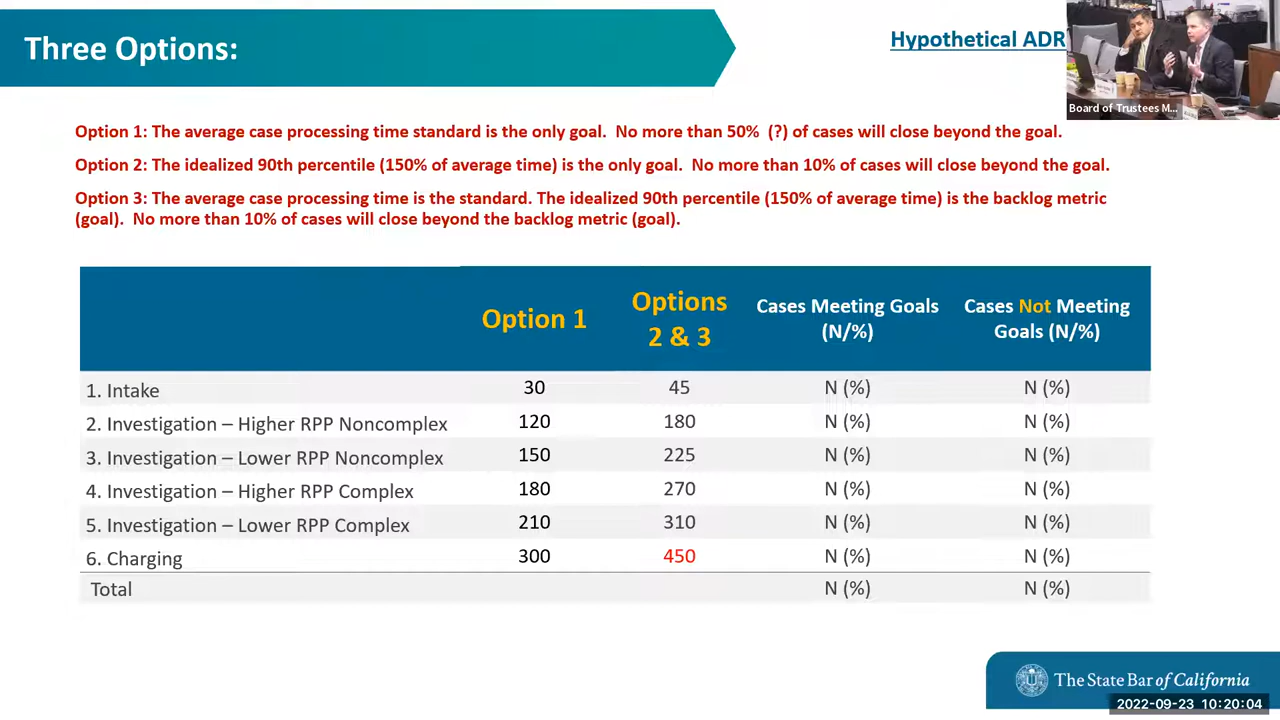 Three Options:
Hypothetical ADR
Board of Trustees M...
Option 1: The average case processing time standard is the only goal. No more than 50% (?) of cases will close beyond the goal.
Option 2: The idealized 90th percentile (150% of average time) is the only goal. No more than 10% of cases will close beyond the goal.
Option 3: The average case processing time is the standard. The idealized 90th percentile (150% of average time) is the backlog metric
(goal). No more than 10% of cases will close beyond the backlog metric (goal).
Option 1
Options
2 & 3
Cases Meeting Goals
(N/%)
Cases Not Meeting
Goals (N/%)
1. Intake 30 45 N (%) N (%)
2. Investigation – Higher RPP Noncomplex 120 180 N (%) N (%)
3. Investigation – Lower RPP Noncomplex 150 225 N (%) N (%)
4. Investigation – Higher RPP Complex 180 270 N (%) N (%)
5. Investigation – Lower RPP Complex 210 310 N (%) N (%)
6. Charging 300 450 N (%) N (%)
Total N (%) N (%)
The State Bar of California
2022-09-23 10:20:04